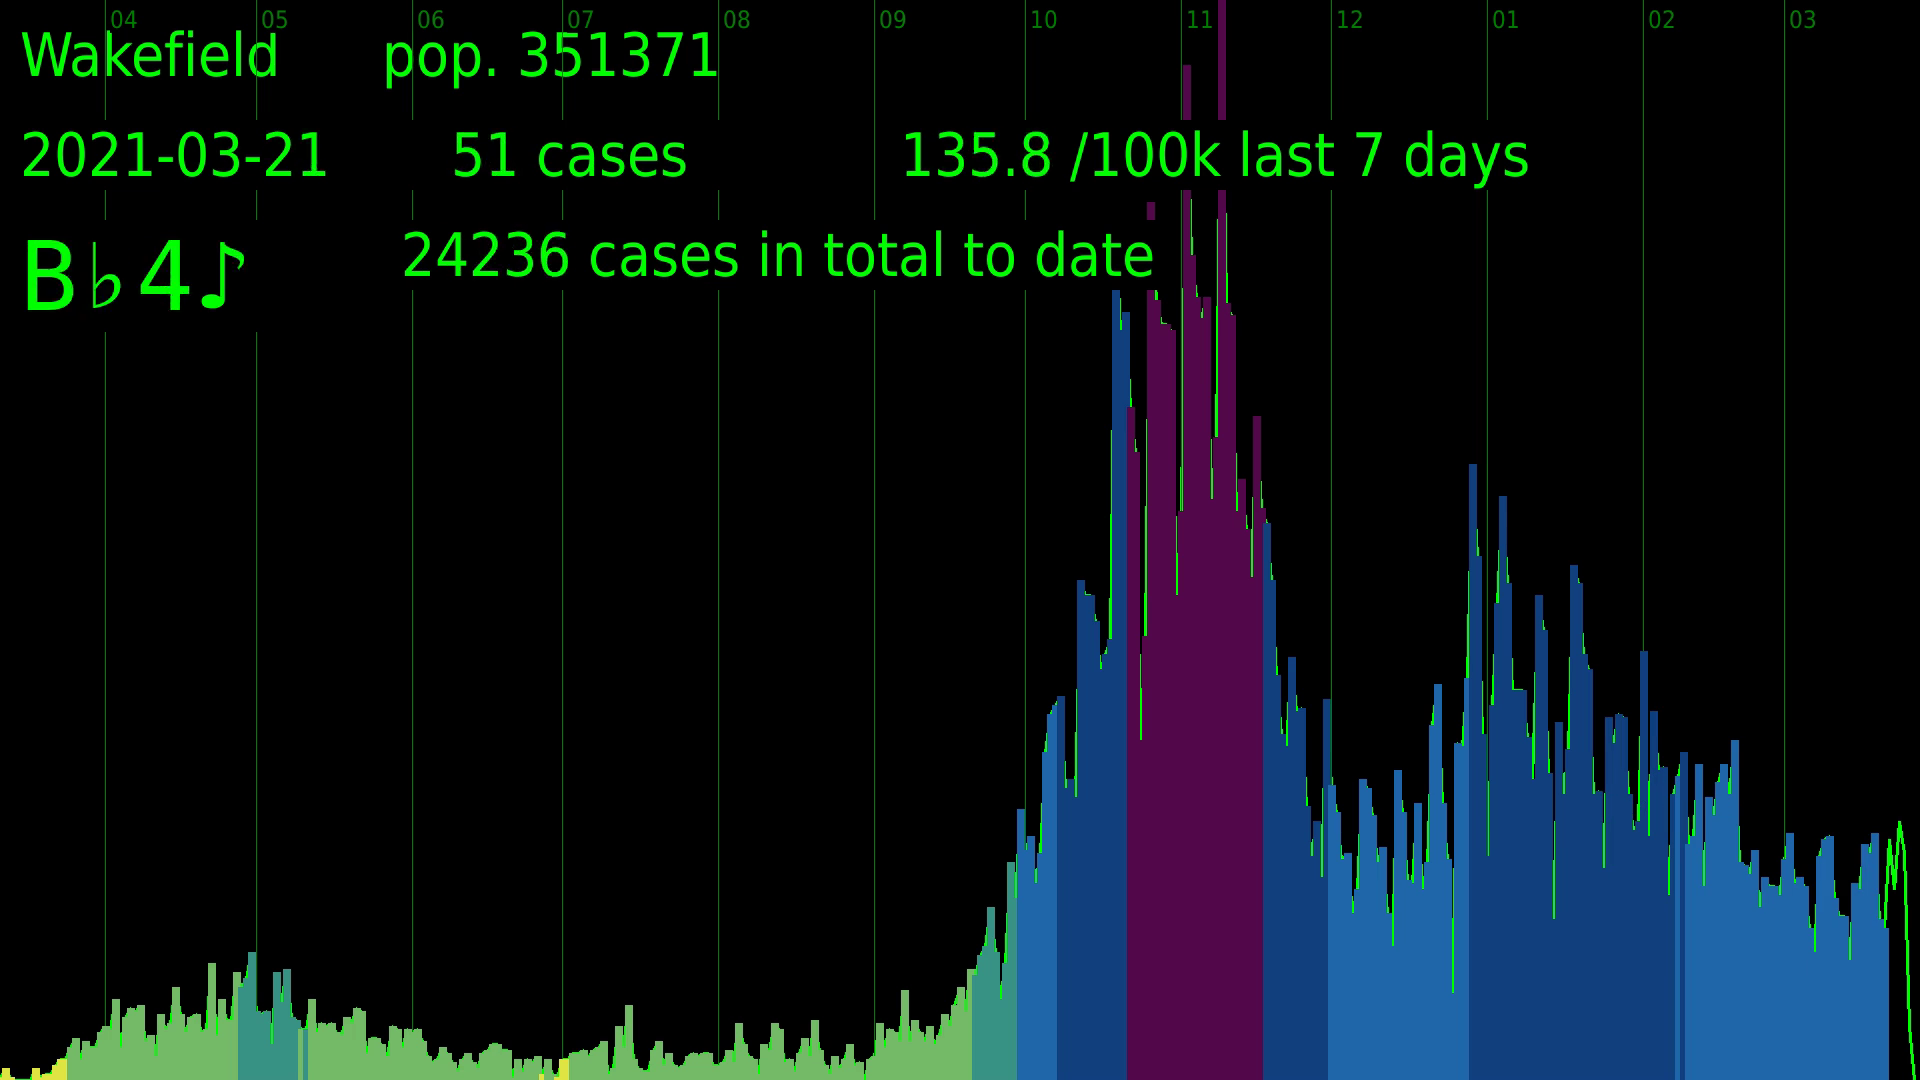 04 05 06 07 08 09 10 11 12 01 02 03
Wakefield pop. 351371
2021-03-21 51 cases 135.8 /100k last 7 days
B♭4♪ 24236 cases in total to date